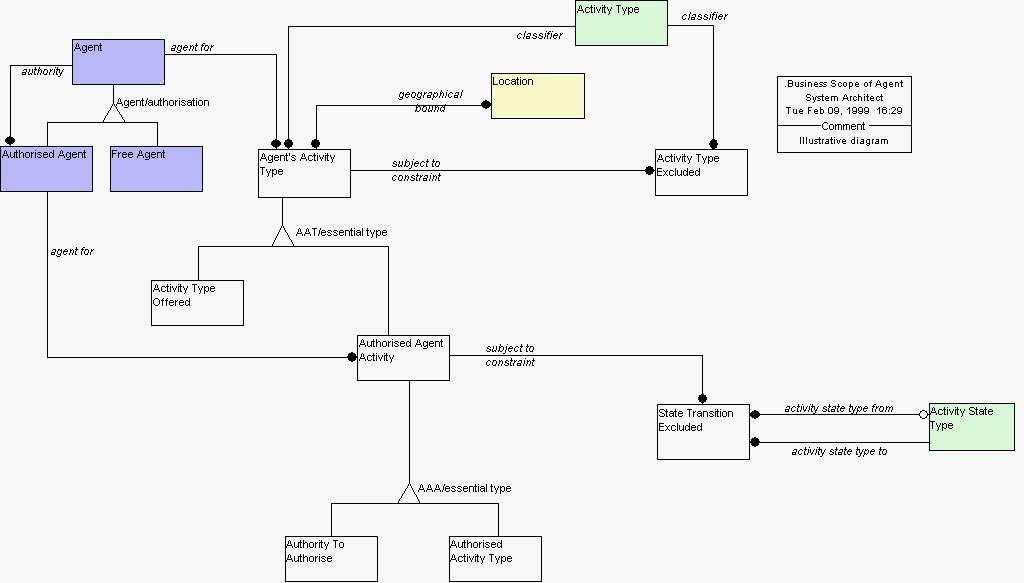 Activity Type
classifier
classifier
Agent
agent for
authority
Agent/authorisation
Location
geographical
bound
.Business Scope of Agent
System Architect
Tue Feb 09, 1999  16:29
Comment
Illustrative diagram
Authorised Agent
Free Agent
Agent's Activity
Type
subject to
constraint
Activity Type
Excluded
AAT/essential type
agent for
Activity Type
Offered
Authorised Agent
Activity
subject to
constraint
State Transition
Excluded
activity state type from
activity state type to
Activity State
Type
AAA/essential type
Authority To
Authorise
Authorised
Activity Type